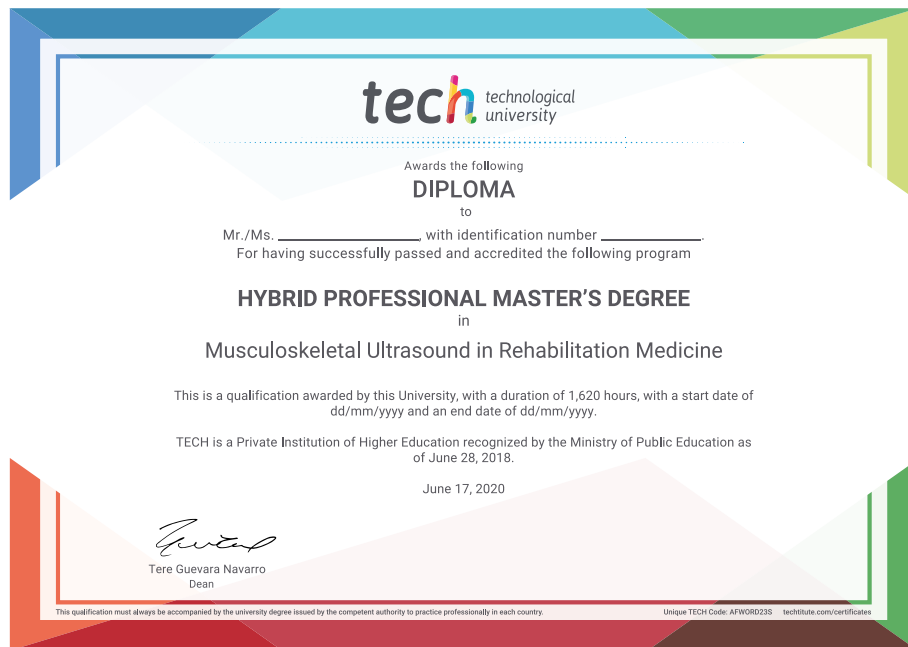 tech technological
university
Awards the following
DIPLOMA
to
Mr./Ms. ____________________, with identification number ______________.
For having successfully passed and accredited the following program
HYBRID PROFESSIONAL MASTER'S DEGREE
in
Musculoskeletal Ultrasound in Rehabilitation Medicine
This is a qualification awarded by this University, with a duration of 1,620 hours, with a start date of
dd/mm/yyyy and an end date of dd/mm/yyyy.
TECH is a Private Institution of Higher Education recognized by the Ministry of Public Education as
of June 28, 2018.
June 17, 2020
Tere Guevara Navarro
Dean
This qualification must always be accompanied by the university degree issued by the competent authority to practice professionally in each country. Unique TECH Code: AFWORD23S techtitute.com/certificates